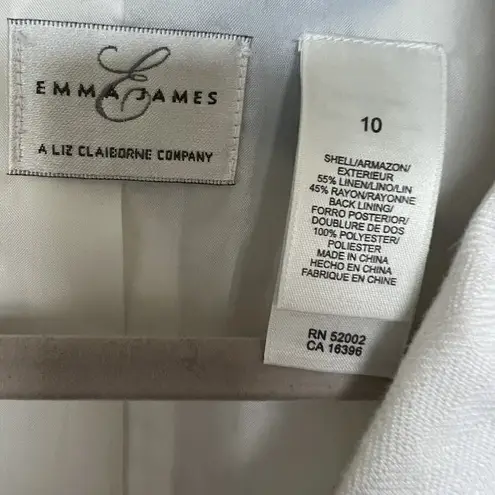 E
EMMA JAMES
A LIZ CLAIBORNE COMPANY
10
SHELL/ARMAZON/
EXTERIEUR
55% LINEN/LINO/LIN
45% RAYON/RAYONNE
BACK LINING/
FORRO POSTERIOR/
DOUBLURE DE DOS
100% POLYESTER/
POLIESTER
MADE IN CHINA
HECHO EN CHINA
FABRIQUE EN CHINE
RN 52002
CA 16396